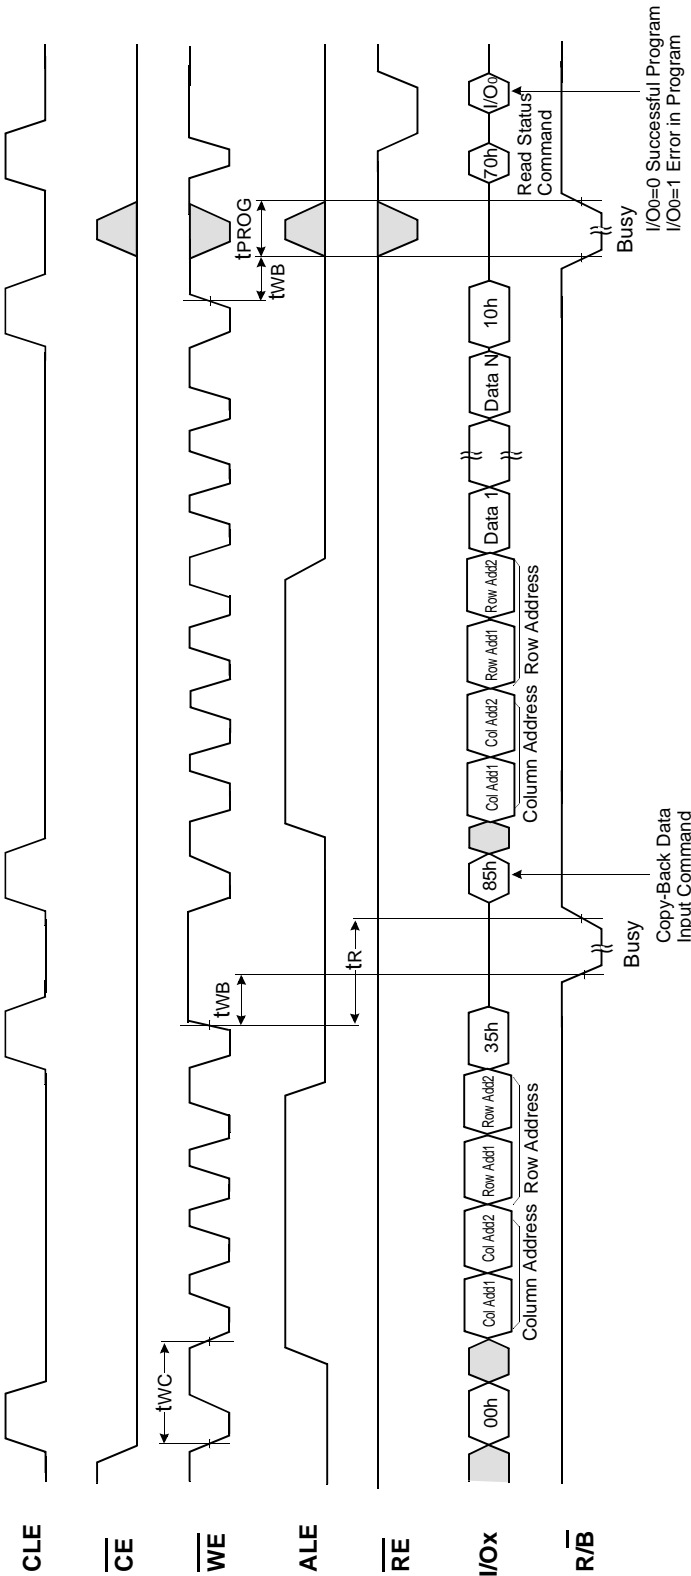 CLE
CE
WE
tWC
tWB
tWB
tPROG
ALE
RE
tR
I/Ox
00h
Col Add1
Col Add2
Row Add1
Row Add2
35h
85h
Col Add1
Col Add2
Row Add1
Row Add2
Data 1
Data N
10h
70h
I/O0
Column Address
Row Address
Column Address
Row Address
Read Status
Command
R/B
Busy
Busy
Copy-Back Data
Input Command
I/O0=0 Successful Program
I/O0=1 Error in Program